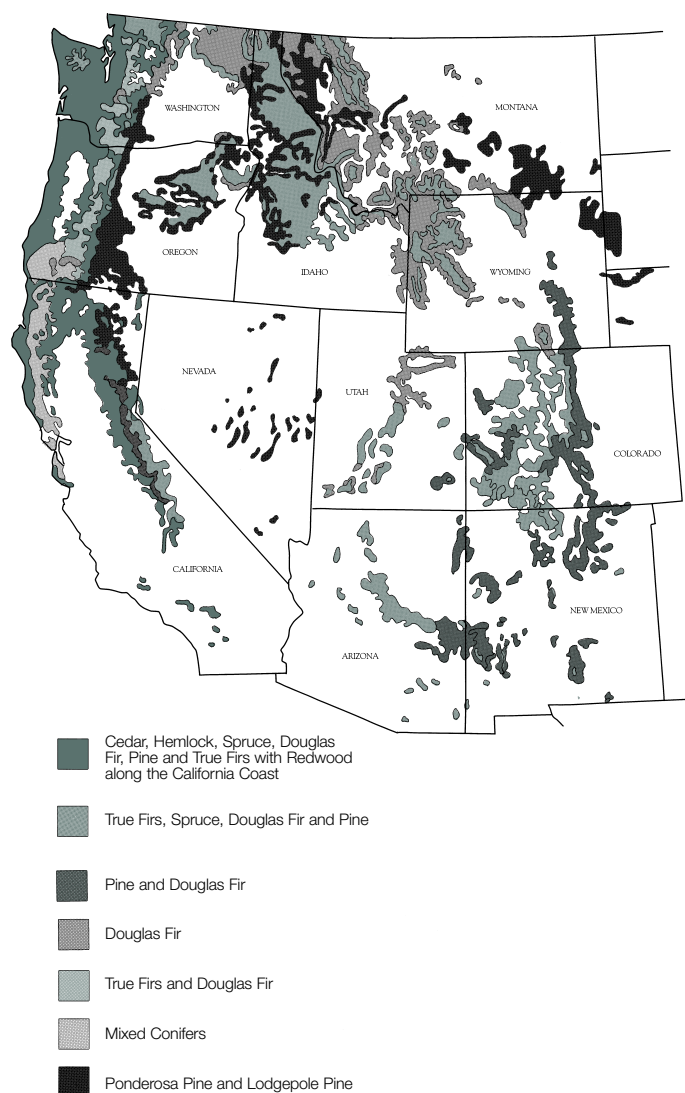 WASHINGTON
MONTANA
OREGON
IDAHO
WYOMING
NEVADA
UTAH
COLORADO
CALIFORNIA
NEW MEXICO
ARIZONA
Cedar, Hemlock, Spruce, Douglas
Fir, Pine and True Firs with Redwood
along the California Coast
True Firs, Spruce, Douglas Fir and Pine
Pine and Douglas Fir
Douglas Fir
True Firs and Douglas Fir
Mixed Conifers
Ponderosa Pine and Lodgepole Pine